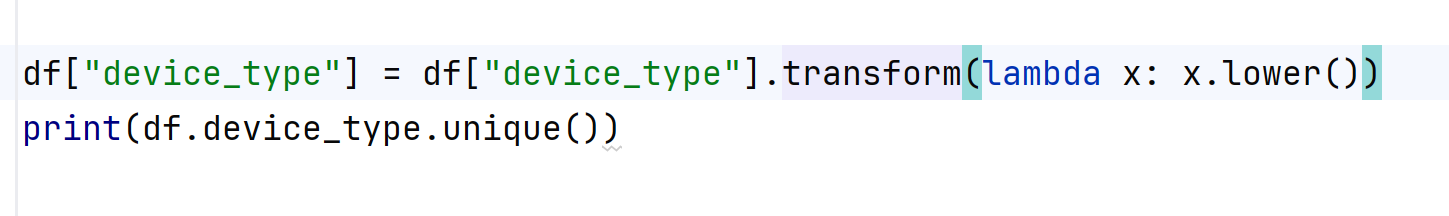 df["device_type"] = df["device_type"].transform(lambda x: x.lower())
print(df.device_type.unique())